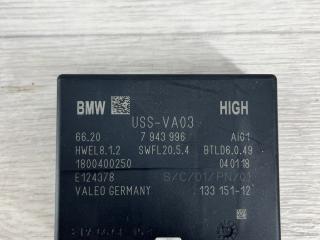 BMW HIGH
USS-VA03
66.20 7 943 996 AI01
HWEL8.1.2 SWFL20.5.4 BTLD6.0.49
1800400250 040118
E124378 S/C/01/PN/01
VALEO GERMANY 133 151-12